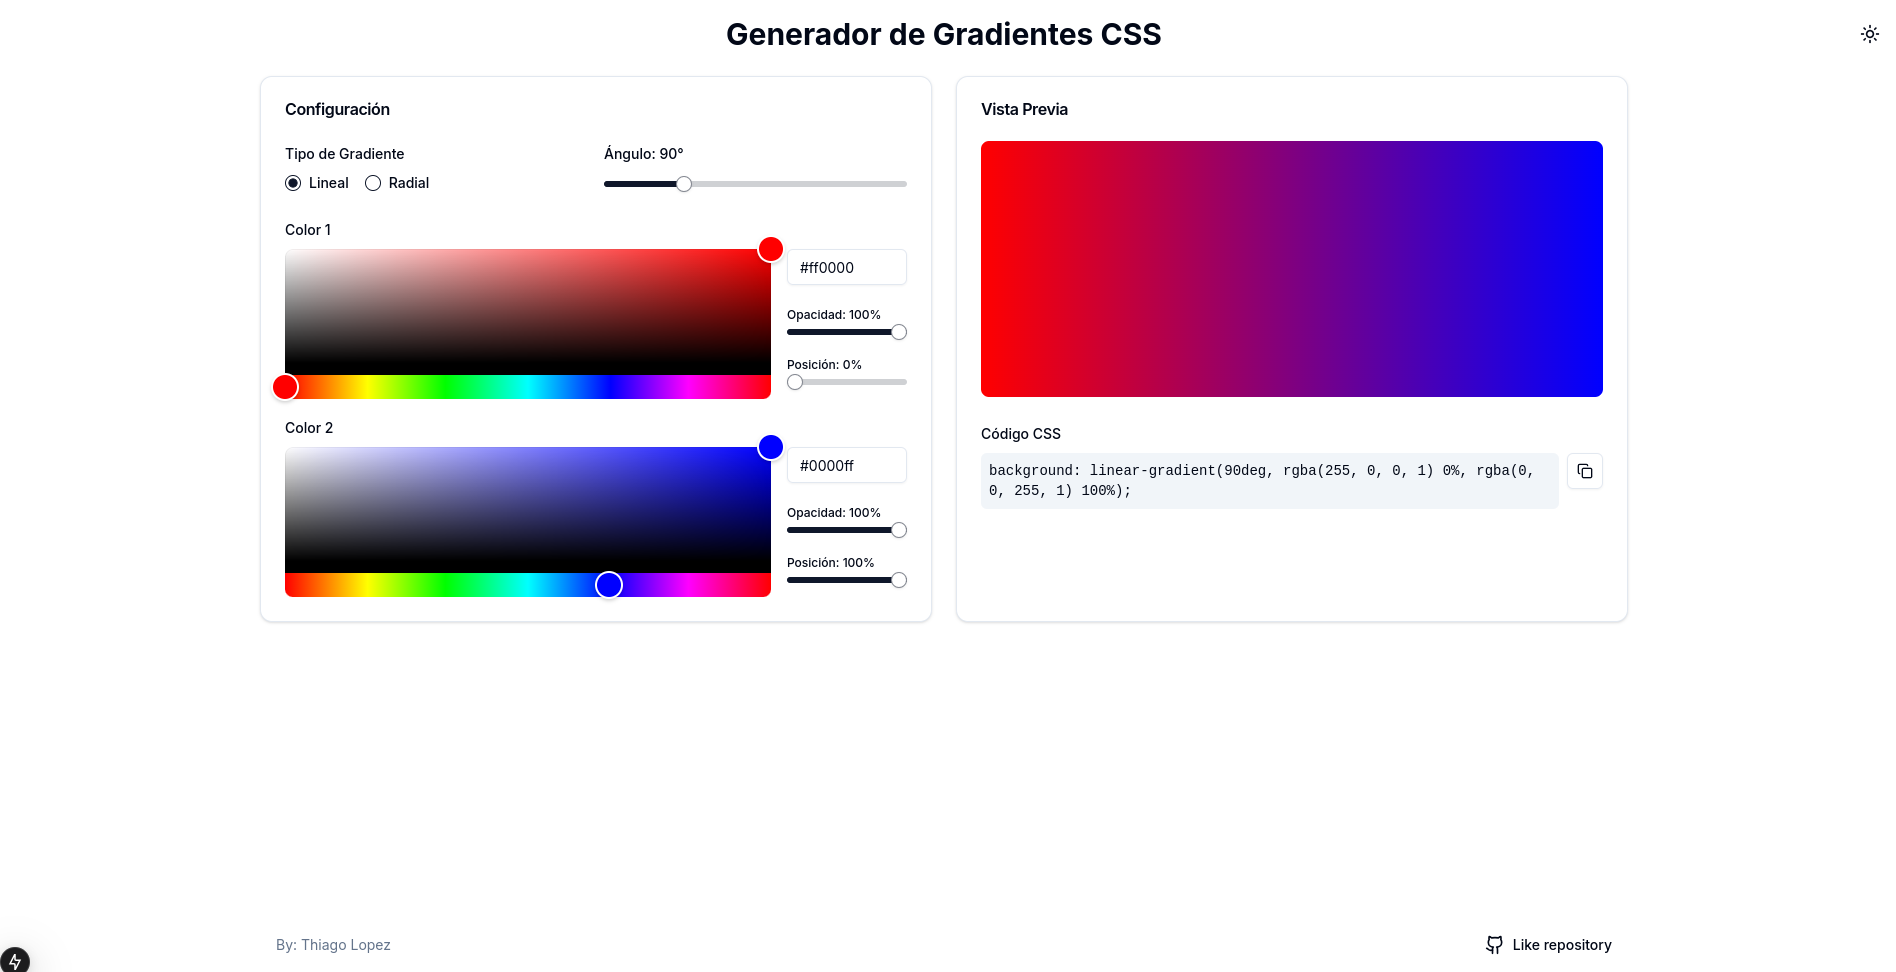 Generador de Gradientes CSS
Configuración
Tipo de Gradiente
Lineal
Radial
Ángulo: 90°
Color 1
#ff0000
Opacidad: 100%
Posición: 0%
Color 2
#0000ff
Opacidad: 100%
Posición: 100%
Vista Previa
Código CSS
background: linear-gradient(90deg, rgba(255, 0, 0, 1) 0%, rgba(0,
0, 255, 1) 100%);
By: Thiago Lopez
Like repository